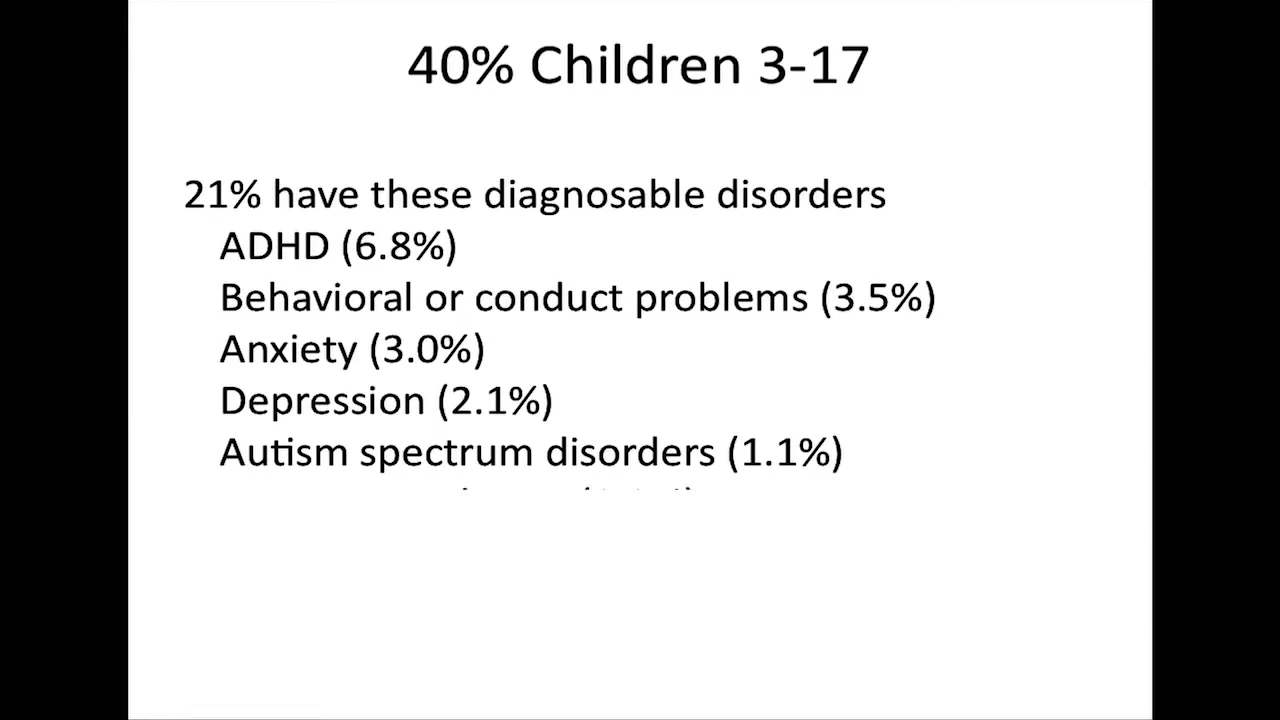 40% Children 3-17
21% have these diagnosable disorders
ADHD (6.8%)
Behavioral or conduct problems (3.5%)
Anxiety (3.0%)
Depression (2.1%)
Autism spectrum disorders (1.1%)